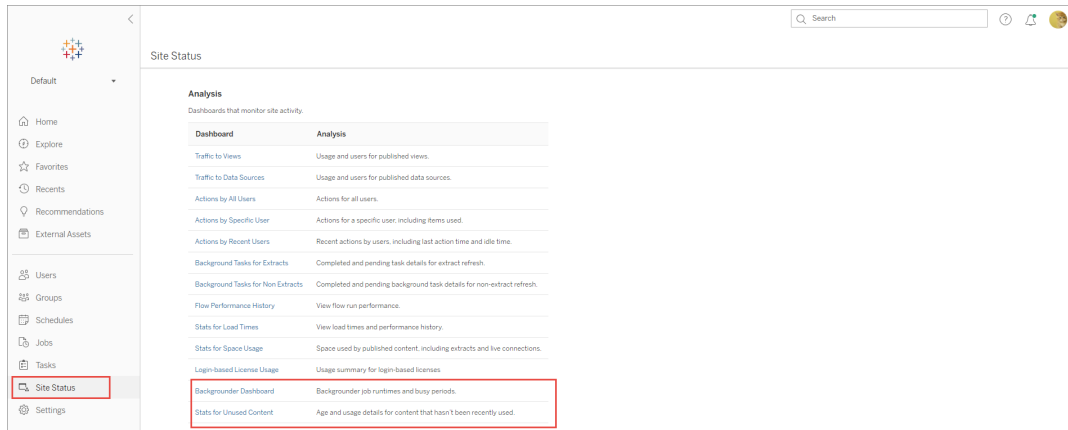 Search
Site Status
Default
Home
Explore
Favorites
Recents
Recommendations
External Assets
Users
Groups
Schedules
Jobs
Tasks
Site Status
Settings
Analysis
Dashboards that monitor site activity.
Dashboard Analysis
Traffic to Views Usage and users for published views.
Traffic to Data Sources Usage and users for published data sources.
Actions by All Users Actions for all users.
Actions by Specific User Actions for a specific user, including items used.
Actions by Recent Users Recent actions by users, including last action time and idle time.
Background Tasks for Extracts Completed and pending task details for extract refresh.
Background Tasks for Non Extracts Completed and pending background task details for non-extract refresh.
Flow Performance History View flow run performance.
Stats for Load Times View load times and performance history.
Stats for Space Usage Space used by published content, including extracts and live connections.
Login-based License Usage Usage summary for login-based licenses
Backgrounder Dashboard Backgrounder job runtimes and busy periods.
Stats for Unused Content Age and usage details for content that hasn't been recently used.